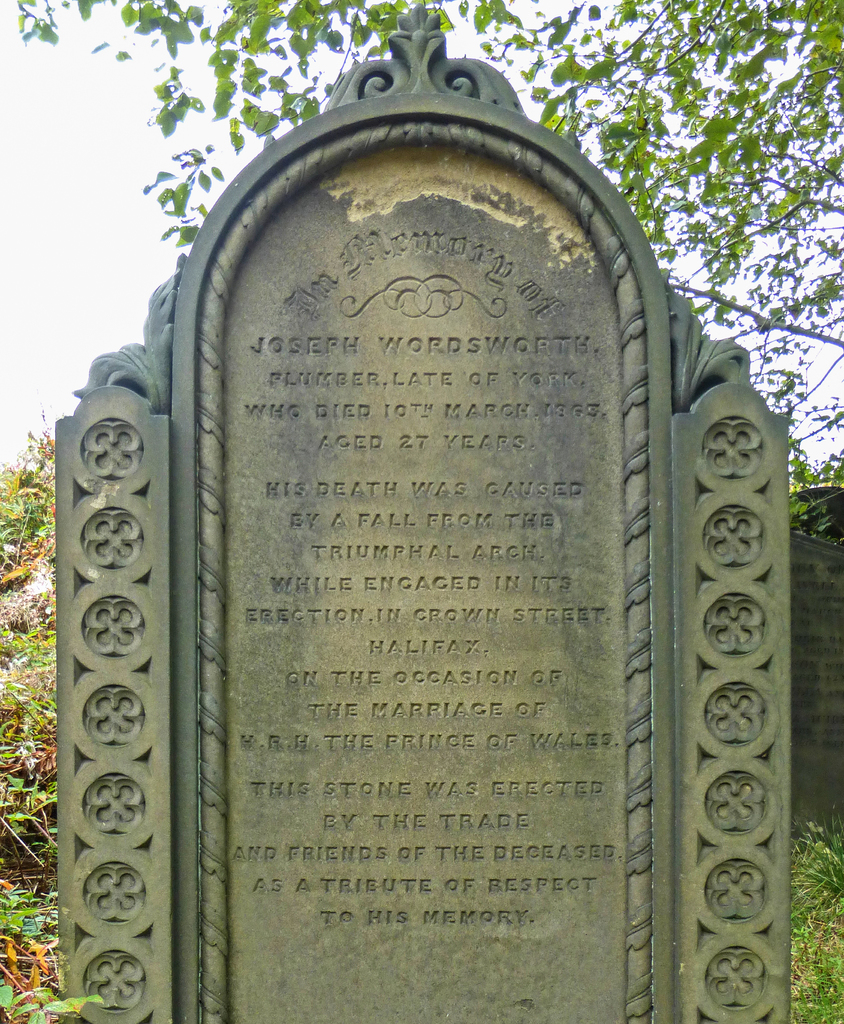 In Memory of
JOSEPH WORDSWORTH,
PLUMBER, LATE OF YORK,
WHO DIED 10TH MARCH, 1863,
AGED 27 YEARS.
HIS DEATH WAS CAUSED
BY A FALL FROM THE
TRIUMPHAL ARCH,
WHILE ENGAGED IN ITS
ERECTION, IN CROWN STREET,
HALIFAX,
ON THE OCCASION OF
THE MARRIAGE OF
H.R.H. THE PRINCE OF WALES.
THIS STONE WAS ERECTED
BY THE TRADE
AND FRIENDS OF THE DECEASED,
AS A TRIBUTE OF RESPECT
TO HIS MEMORY.